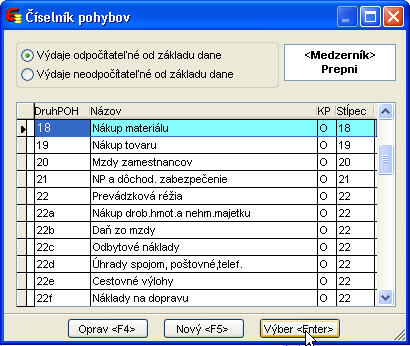 Číselník pohybov
Výdaje odpočítateľné od základu dane
Výdaje neodpočítateľné od základu dane
<Medzerník>
Prepni
DruhPOH Názov KP Stĺpec
18 Nákup materiálu O 18
19 Nákup tovaru O 19
20 Mzdy zamestnancov O 20
21 NP a dôchod. zabezpečenie O 21
22 Prevádzková réžia O 22
22a Nákup drob.hmot.a nehm.majetku O 22
22b Daň zo mzdy O 22
22c Odbytové náklady O 22
22d Úhrady spojom, poštovné,telef. O 22
22e Cestovné výlohy O 22
22f Náklady na dopravu O 22
Oprav <F4> Nový <F5> Výber <Enter>